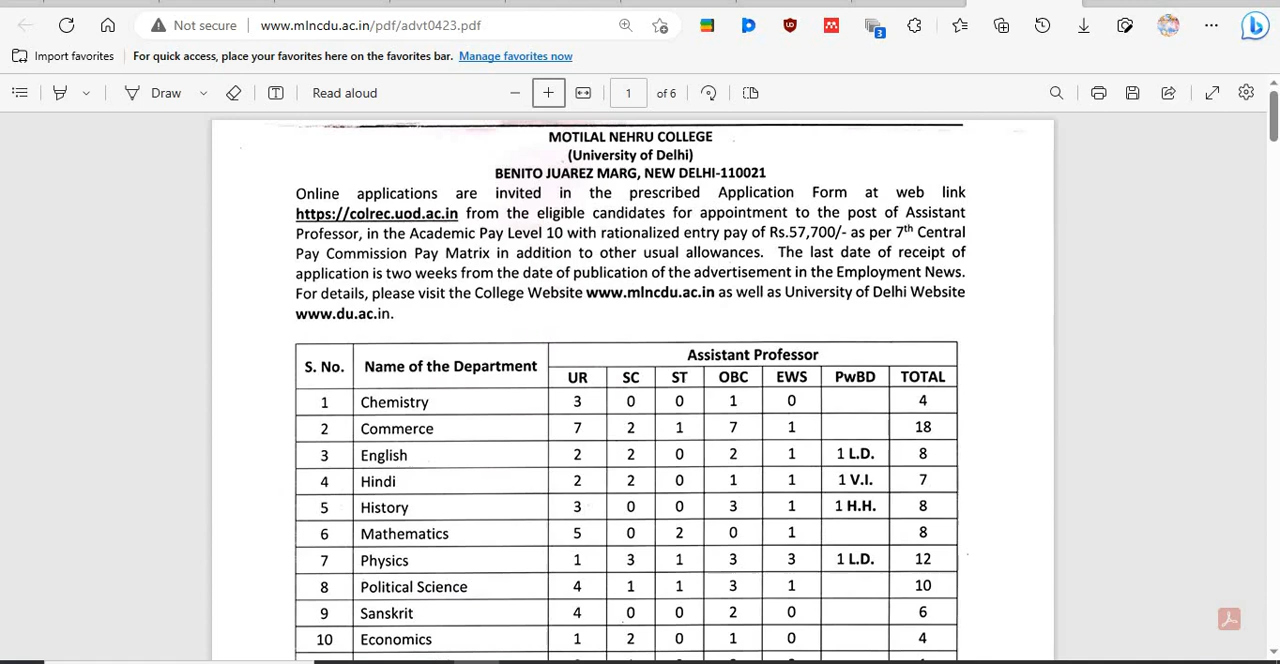 Not secure www.mlncdu.ac.in/pdf/advt0423.pdf
Import favorites For quick access, place your favorites here on the favorites bar. Manage favorites now
Draw Read aloud 1 of 6
MOTILAL NEHRU COLLEGE
(University of Delhi)
BENITO JUAREZ MARG, NEW DELHI-110021
Online applications are invited in the prescribed Application Form at web link
https://colrec.uod.ac.in from the eligible candidates for appointment to the post of Assistant
Professor, in the Academic Pay Level 10 with rationalized entry pay of Rs.57,700/- as per 7th Central
Pay Commission Pay Matrix in addition to other usual allowances. The last date of receipt of
application is two weeks from the date of publication of the advertisement in the Employment News.
For details, please visit the College Website www.mlncdu.ac.in as well as University of Delhi Website
www.du.ac.in.
S. No. Name of the Department Assistant Professor
UR SC ST OBC EWS PwBD TOTAL
1 Chemistry 3 0 0 1 0 4
2 Commerce 7 2 1 7 1 18
3 English 2 2 0 2 1 1 L.D. 8
4 Hindi 2 2 0 1 1 1 V.I. 7
5 History 3 0 0 3 1 1 H.H. 8
6 Mathematics 5 0 2 0 1 8
7 Physics 1 3 1 3 3 1 L.D. 12
8 Political Science 4 1 1 3 1 10
9 Sanskrit 4 0 0 2 0 6
10 Economics 1 2 0 1 0 4